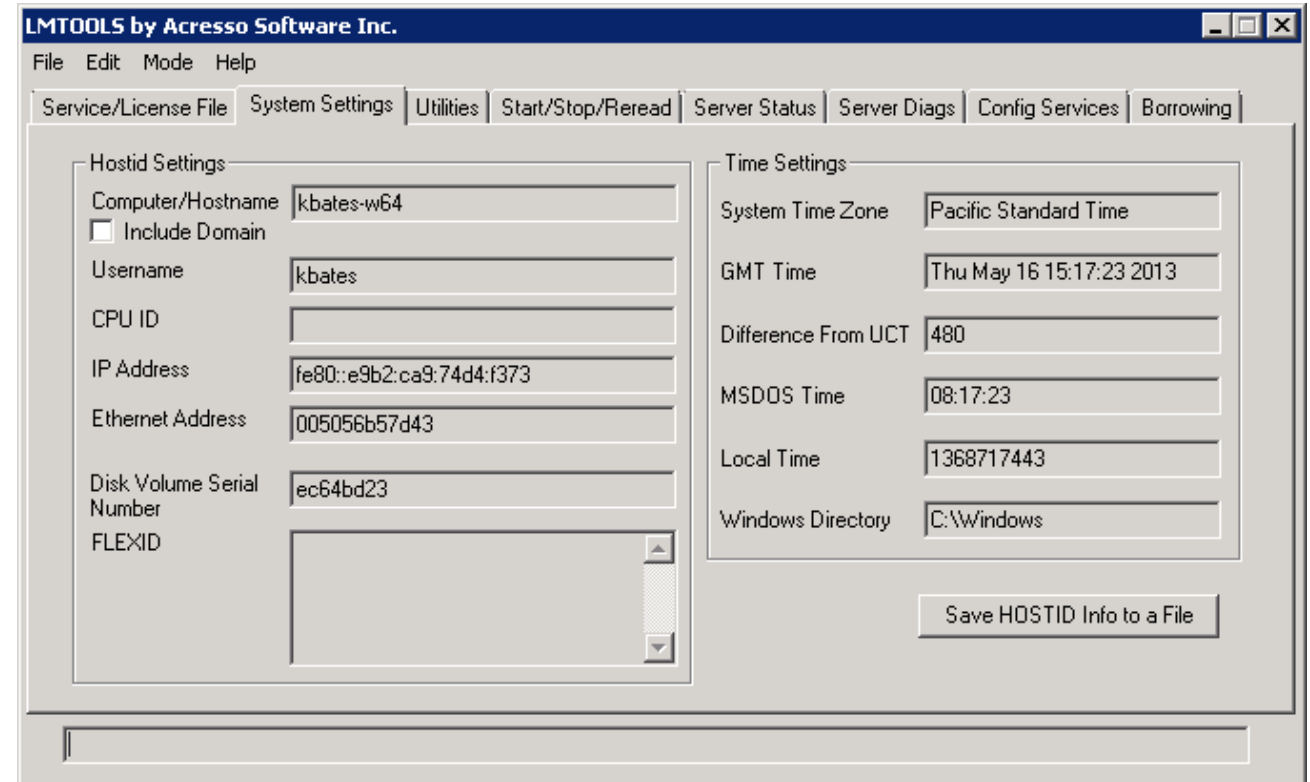 LMTOOLS by Acresso Software Inc.
File Edit Mode Help
Service/License File System Settings Utilities Start/Stop/Reread Server Status Server Diags Config Services Borrowing
Hostid Settings
Computer/Hostname kbates-w64
Include Domain
Username kbates
CPU ID
IP Address fe80::e9b2:ca9:74d4:f373
Ethernet Address 005056b57d43
Disk Volume Serial
Number ec64bd23
FLEXID
Time Settings
System Time Zone Pacific Standard Time
GMT Time Thu May 16 15:17:23 2013
Difference From UCT 480
MSDOS Time 08:17:23
Local Time 1368717443
Windows Directory C:\Windows
Save HOSTID Info to a File